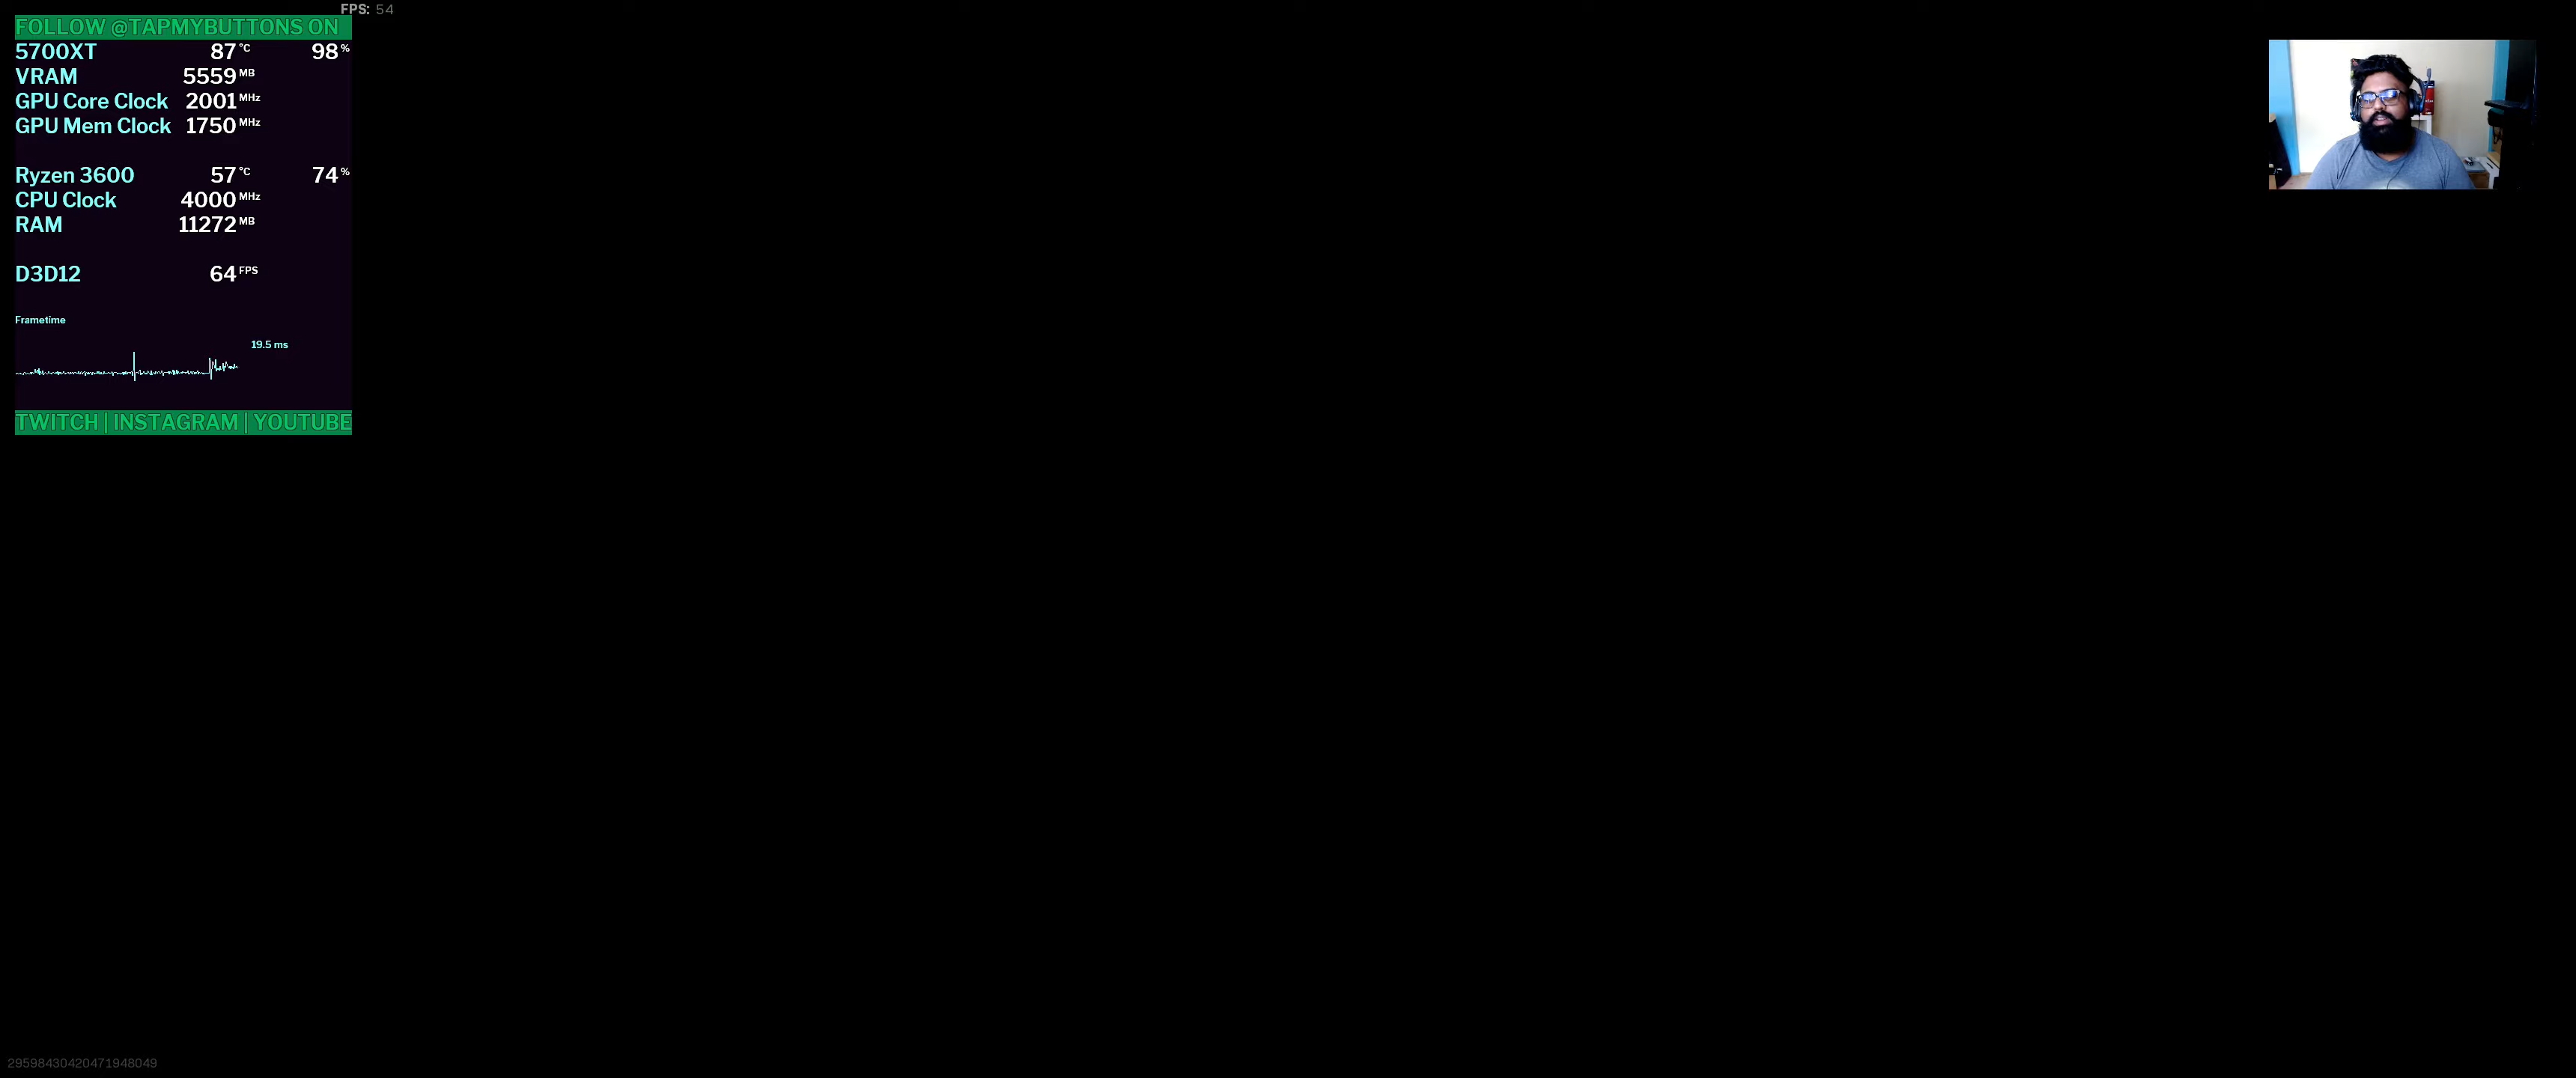 FPS: 54
FOLLOW @TAPMYBUTTONS ON
5700XT 87 °C 98 %
VRAM 5559 MB
GPU Core Clock 2001 MHz
GPU Mem Clock 1750 MHz
Ryzen 3600 57 °C 74 %
CPU Clock 4000 MHz
RAM 11272 MB
D3D12 64 FPS
Frametime
19.5 ms
TWITCH | INSTAGRAM | YOUTUBE
29598430420471948049